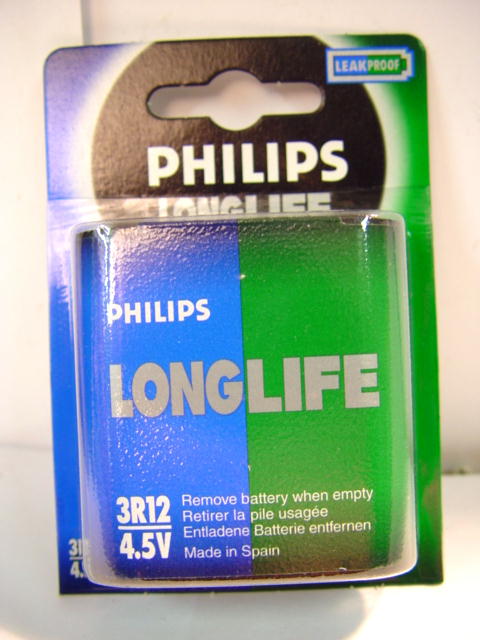 LEAKPROOF
PHILIPS
LONGLIFE
PHILIPS
LONGLIFE
3R12
4.5V
Remove battery when empty
Retirer la pile usagée
Entladene Batterie entfernen
Made in Spain